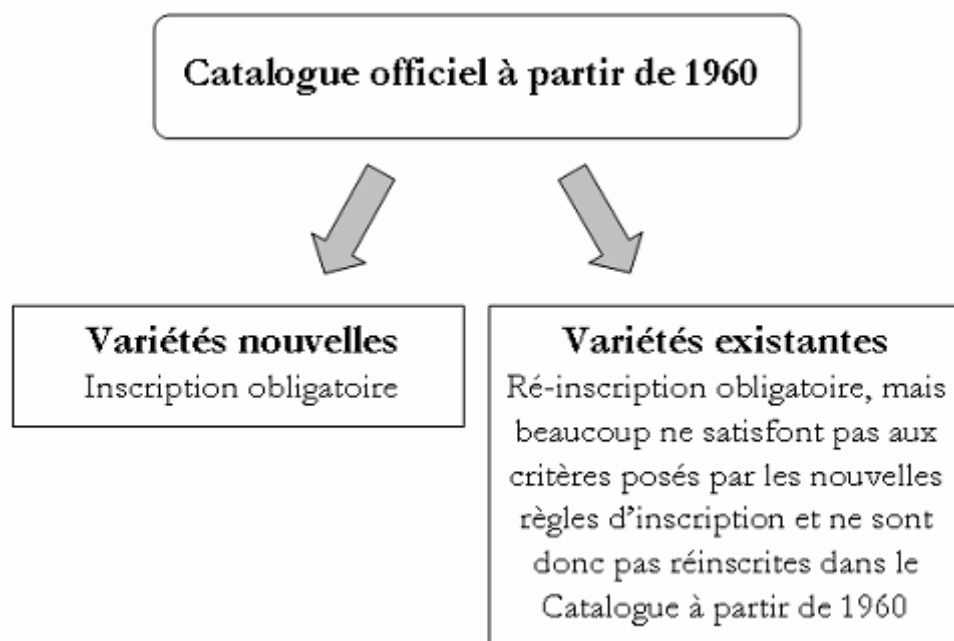 Catalogue officiel à partir de 1960
Variétés nouvelles
Inscription obligatoire
Variétés existantes
Ré-inscription obligatoire, mais
beaucoup ne satisfont pas aux
critères posés par les nouvelles
règles d'inscription et ne sont
donc pas réinscrites dans le
Catalogue à partir de 1960